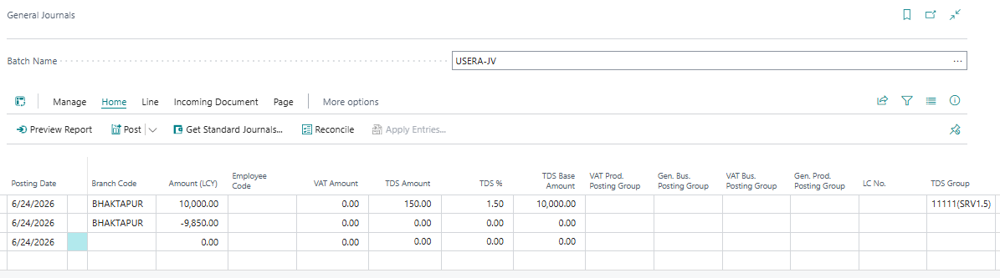 General Journals
Batch Name USERA-JV ...
Manage Home Line Incoming Document Page More options
Preview Report Post Get Standard Journals... Reconcile Apply Entries...
Posting Date Branch Code Amount (LCY) Employee Code VAT Amount TDS Amount TDS % TDS Base Amount VAT Prod. Posting Group Gen. Bus. Posting Group VAT Bus. Posting Group Gen. Prod. Posting Group LC No. TDS Group
6/24/2026 BHAKTAPUR 10,000.00 0.00 150.00 1.50 10,000.00 11111(SRV1.5)
6/24/2026 BHAKTAPUR -9,850.00 0.00 0.00 0.00 0.00
6/24/2026 0.00 0.00 0.00 0.00 0.00